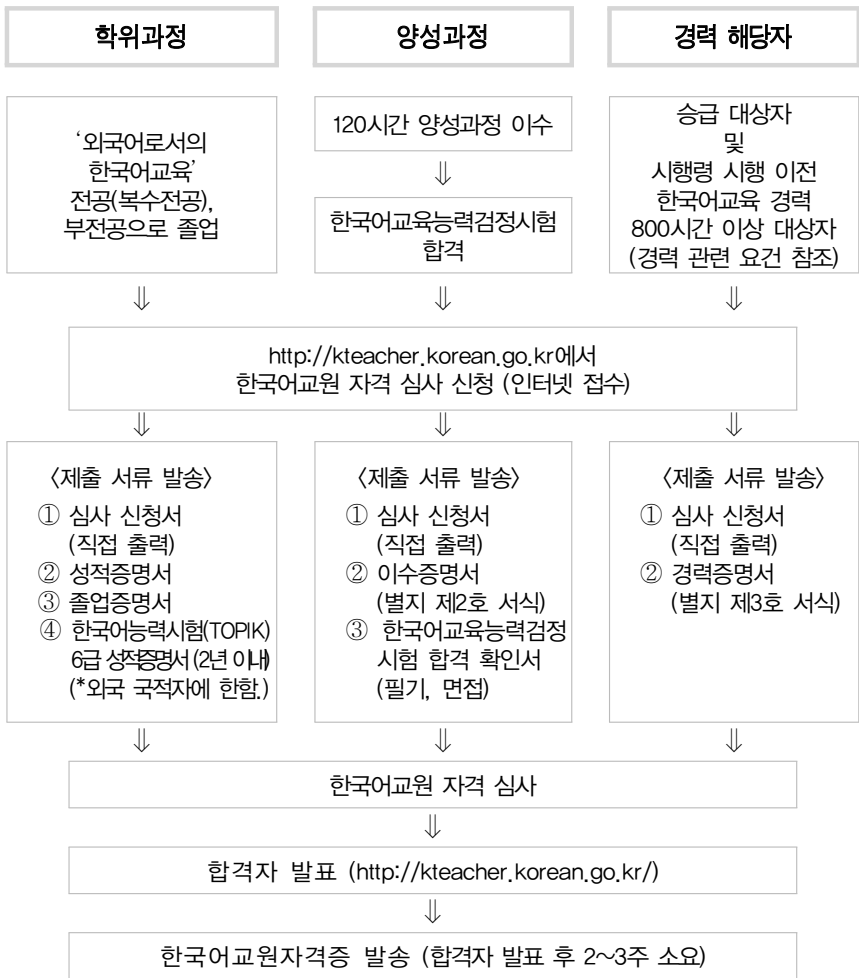 학위과정
양성과정
경력 해당자
‘외국어로서의
한국어교육’
전공(복수전공),
부전공으로 졸업
120시간 양성과정 이수
⇓
한국어교육능력검정시험
합격
승급 대상자
및
시행령 시행 이전
한국어교육 경력
800시간 이상 대상자
(경력 관련 요건 참조)
⇓ ⇓ ⇓
http://kteacher.korean.go.kr에서
한국어교원 자격 심사 신청 (인터넷 접수)
⇓ ⇓ ⇓
〈제출 서류 발송〉
① 심사 신청서
(직접 출력)
② 성적증명서
③ 졸업증명서
④ 한국어능력시험(TOPIK)
6급 성적증명서 (2년 이내)
(*외국 국적자에 한함.)
〈제출 서류 발송〉
① 심사 신청서
(직접 출력)
② 이수증명서
(별지 제2호 서식)
③ 한국어교육능력검정
시험 합격 확인서
(필기, 면접)
〈제출 서류 발송〉
① 심사 신청서
(직접 출력)
② 경력증명서
(별지 제3호 서식)
⇓ ⇓ ⇓
한국어교원 자격 심사
⇓
합격자 발표 (http://kteacher.korean.go.kr/)
⇓
한국어교원자격증 발송 (합격자 발표 후 2~3주 소요)